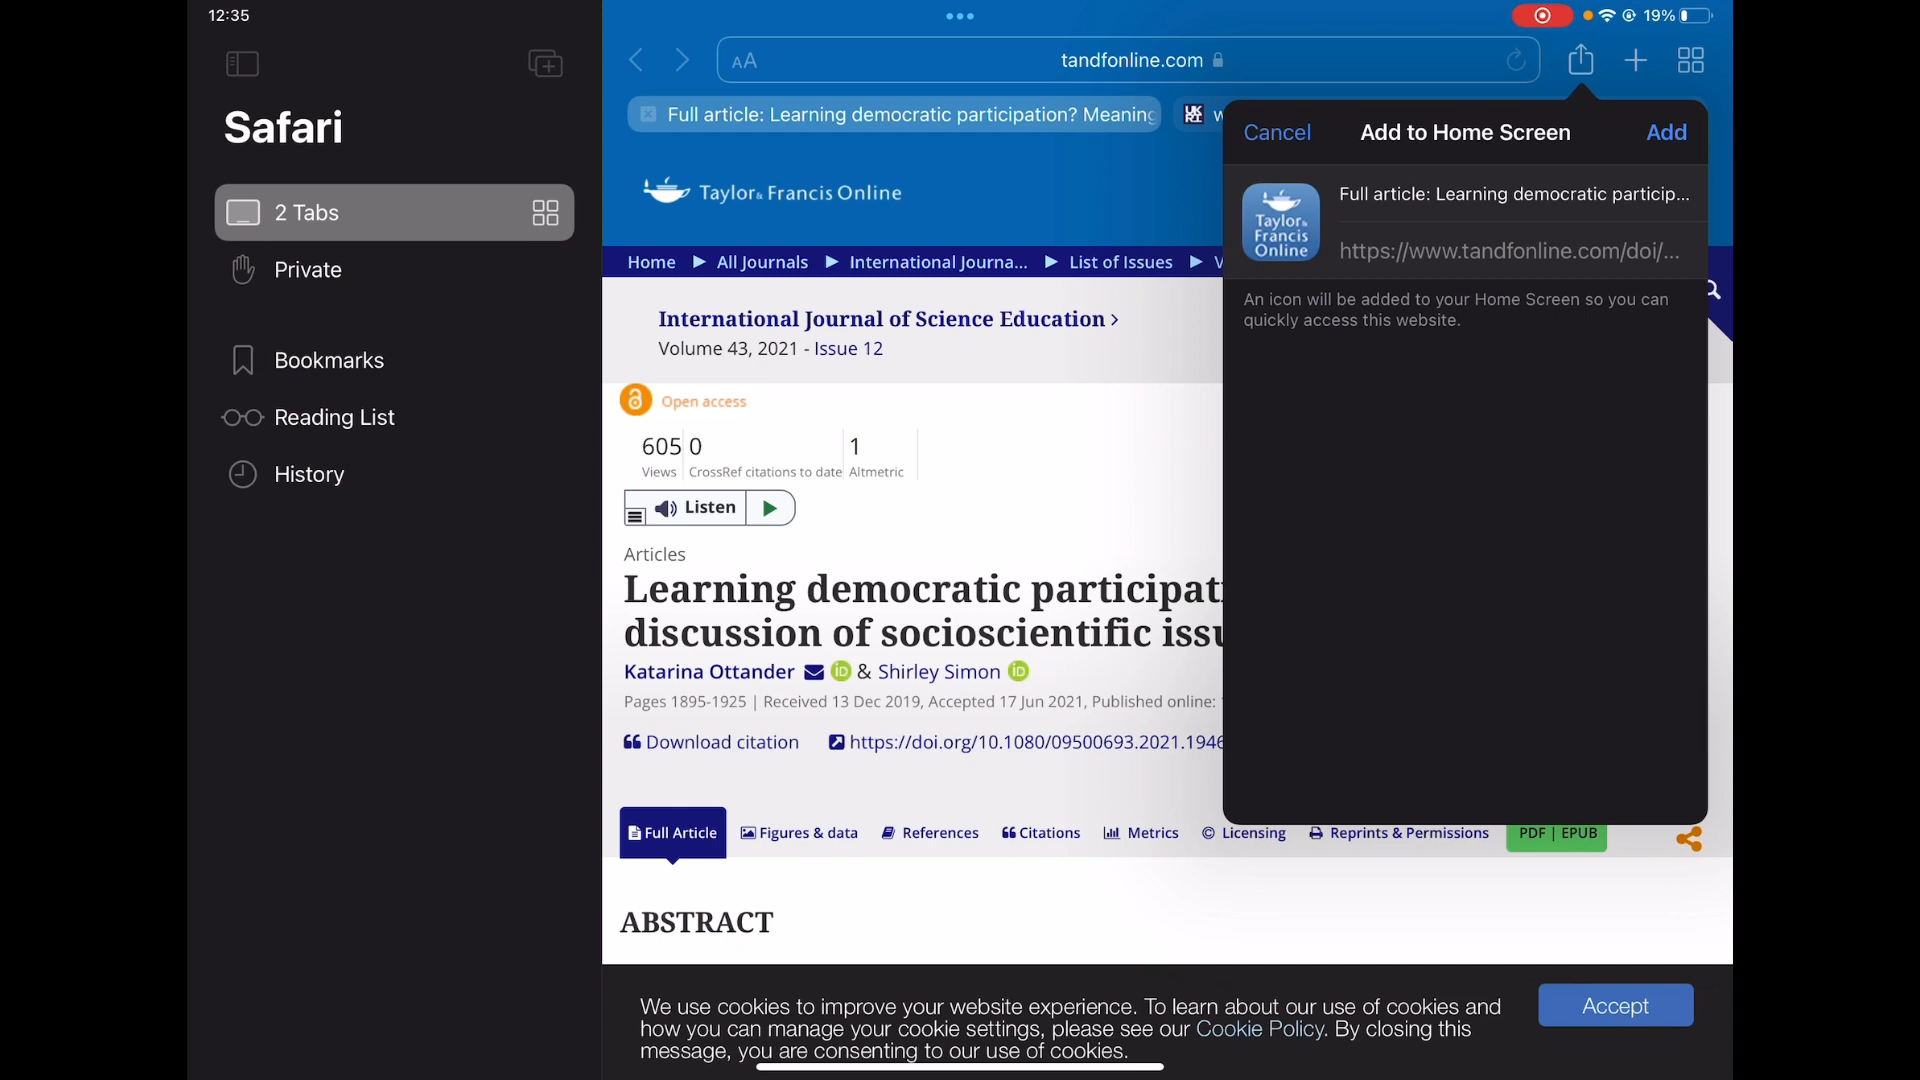 12:35
19%
Safari
2 Tabs
Private
Bookmarks
Reading List
History
AA
tandfonline.com
Full article: Learning democratic participation? Meaning
UK
Taylor & Francis Online
Home ▶ All Journals ▶ International Journa... ▶ List of Issues ▶ V
International Journal of Science Education >
Volume 43, 2021 - Issue 12
Open access
605 0 1
Views CrossRef citations to date Altmetric
Listen
Articles
Learning democratic participati
discussion of socioscientific issu
Katarina Ottander iD & Shirley Simon iD
Pages 1895-1925 | Received 13 Dec 2019, Accepted 17 Jun 2021, Published online:
Download citation https://doi.org/10.1080/09500693.2021.1946
Full Article Figures & data References Citations Metrics © Licensing Reprints & Permissions PDF | EPUB
ABSTRACT
We use cookies to improve your website experience. To learn about our use of cookies and
how you can manage your cookie settings, please see our Cookie Policy. By closing this
message, you are consenting to our use of cookies.
Accept
Cancel Add to Home Screen Add
Taylor &
Francis
Online
Full article: Learning democratic particip...
https://www.tandfonline.com/doi/...
An icon will be added to your Home Screen so you can
quickly access this website.